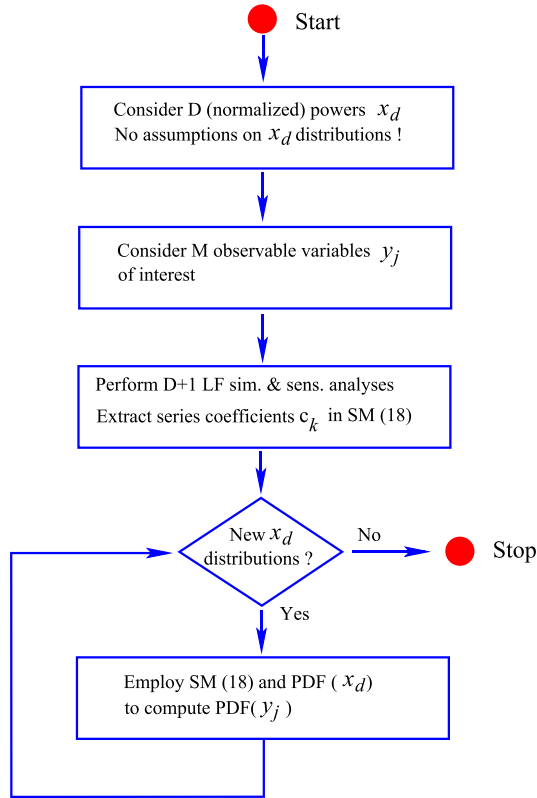 Start
Consider D (normalized) powers x_d
No assumptions on x_d distributions !
Consider M observable variables y_j
of interest
Perform D+1 LF sim. & sens. analyses
Extract series coefficients c_k in SM (18)
New x_d
distributions ?
No
Stop
Yes
Employ SM (18) and PDF ( x_d)
to compute PDF( y_j )